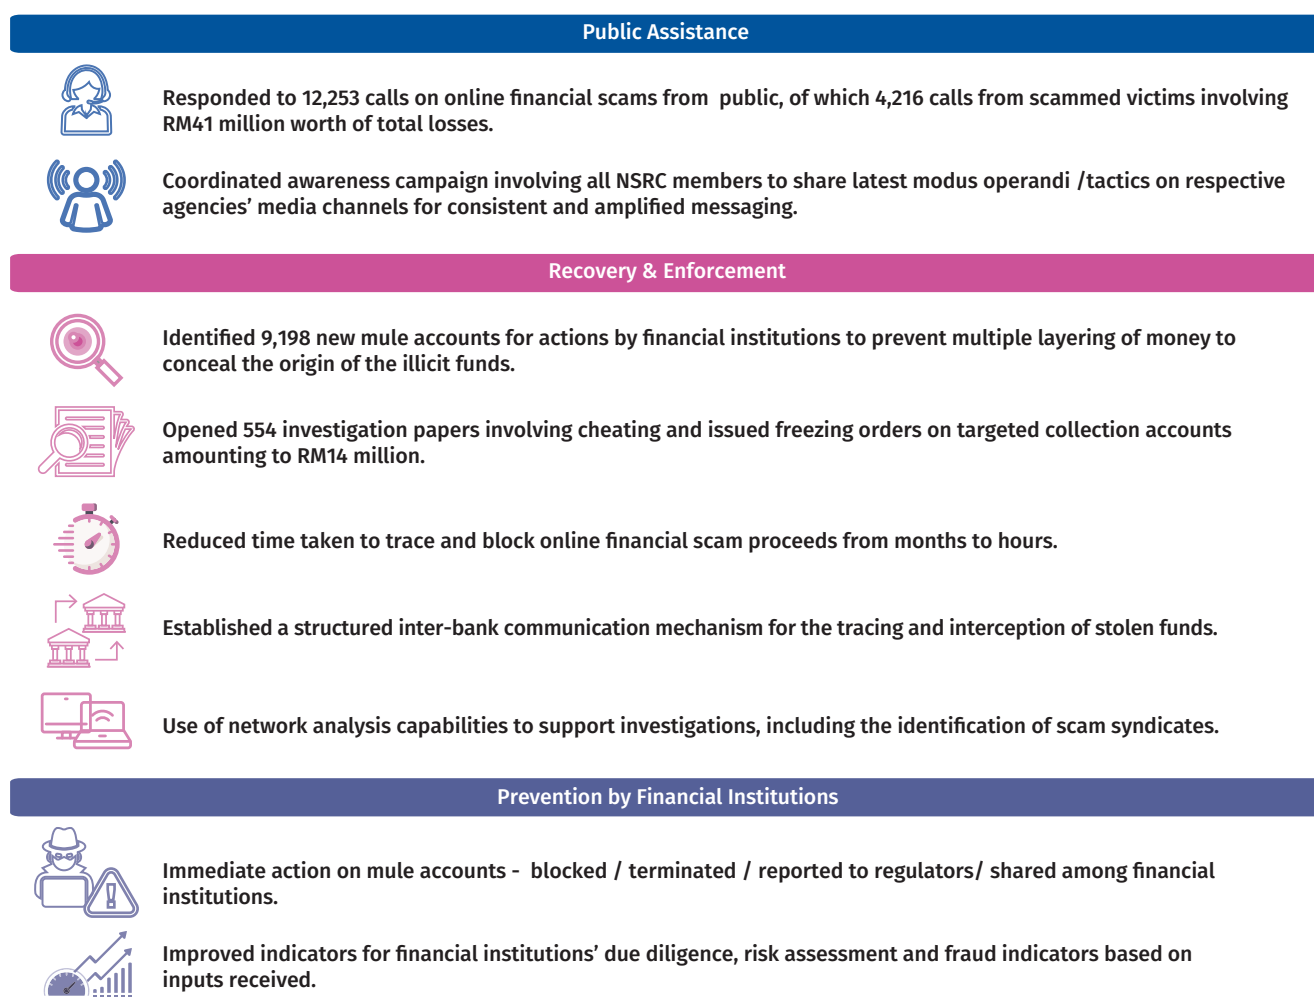 Public Assistance
Responded to 12,253 calls on online financial scams from  public, of which 4,216 calls from scammed victims involving
RM41 million worth of total losses.
Coordinated awareness campaign involving all NSRC members to share latest modus operandi /tactics on respective
agencies’ media channels for consistent and amplified messaging.
Recovery & Enforcement
Identified 9,198 new mule accounts for actions by financial institutions to prevent multiple layering of money to
conceal the origin of the illicit funds.
Opened 554 investigation papers involving cheating and issued freezing orders on targeted collection accounts
amounting to RM14 million.
Reduced time taken to trace and block online financial scam proceeds from months to hours.
Established a structured inter-bank communication mechanism for the tracing and interception of stolen funds.
Use of network analysis capabilities to support investigations, including the identification of scam syndicates.
Prevention by Financial Institutions
Immediate action on mule accounts -  blocked / terminated / reported to regulators/ shared among financial
institutions.
Improved indicators for financial institutions’ due diligence, risk assessment and fraud indicators based on
inputs received.